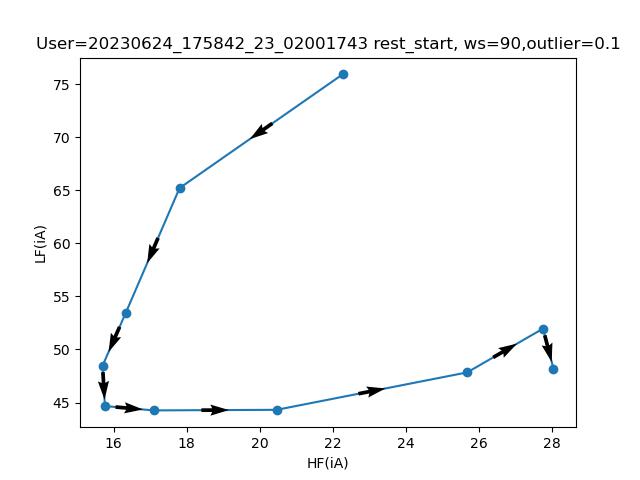 User=20230624_175842_23_02001743 rest_start, ws=90,outlier=0.1
75
70
65
60
55
50
45
LF(iA)
16 18 20 22 24 26 28
HF(iA)